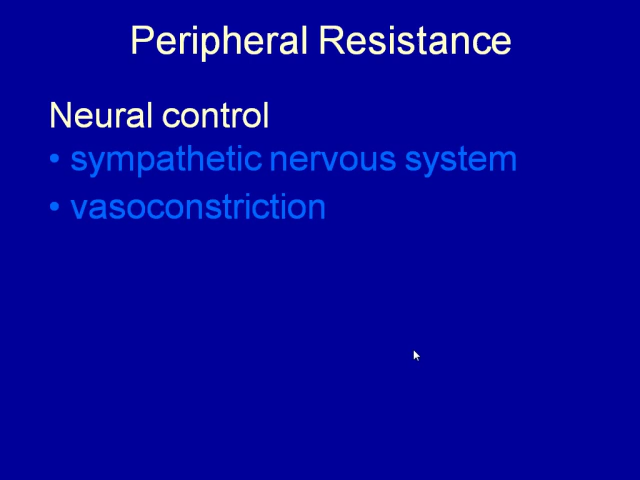 Peripheral Resistance
Neural control
• sympathetic nervous system
• vasoconstriction